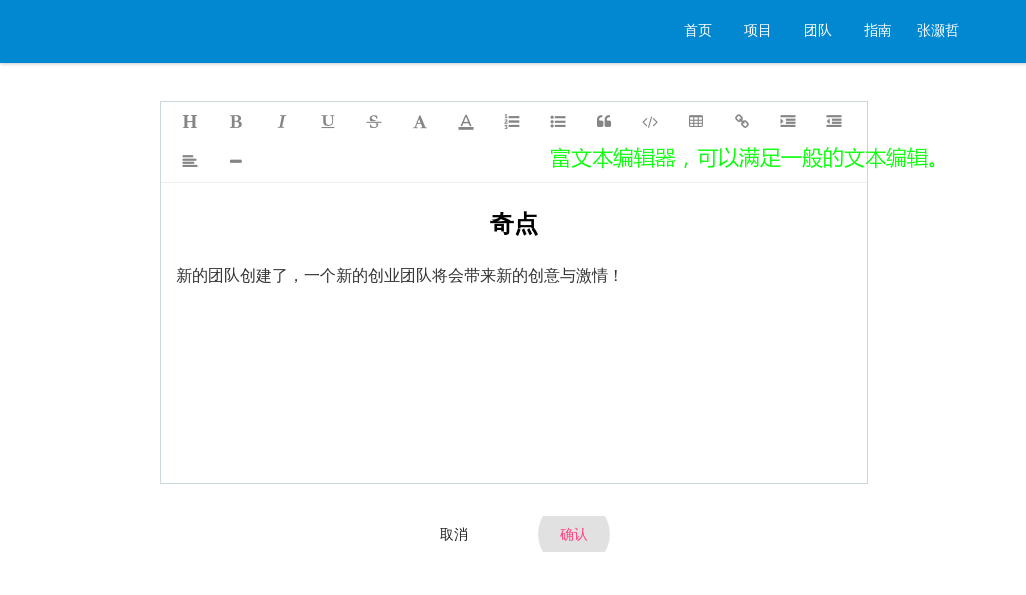 首页 项目 团队 指南 张灏哲
富文本编辑器，可以满足一般的文本编辑。
奇点
新的团队创建了，一个新的创业团队将会带来新的创意与激情！
取消 确认